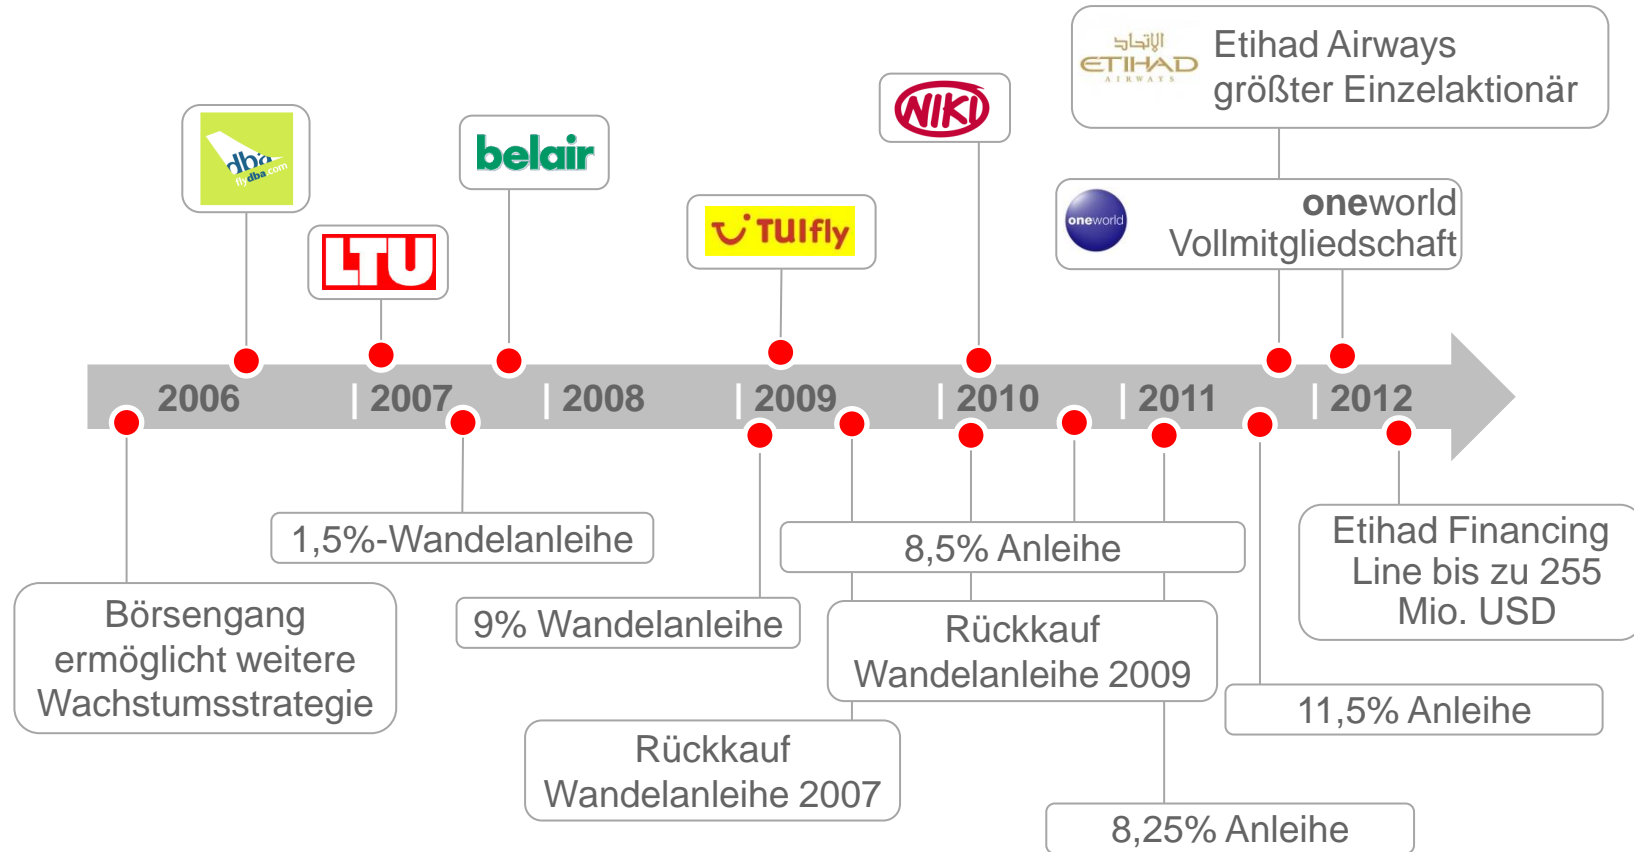 الإتحاد
ETIHAD
AIRWAYS
Etihad Airways
größter Einzelaktionär
NIKI
dba
flydba.com
belair
oneworld
oneworld
Vollmitgliedschaft
TUIfly
LTU
2006
2007
2008
2009
2010
2011
2012
1,5%-Wandelanleihe
8,5% Anleihe
Etihad Financing
Line bis zu 255
Mio. USD
Börsengang
ermöglicht weitere
Wachstumsstrategie
9% Wandelanleihe
Rückkauf
Wandelanleihe 2009
11,5% Anleihe
Rückkauf
Wandelanleihe 2007
8,25% Anleihe